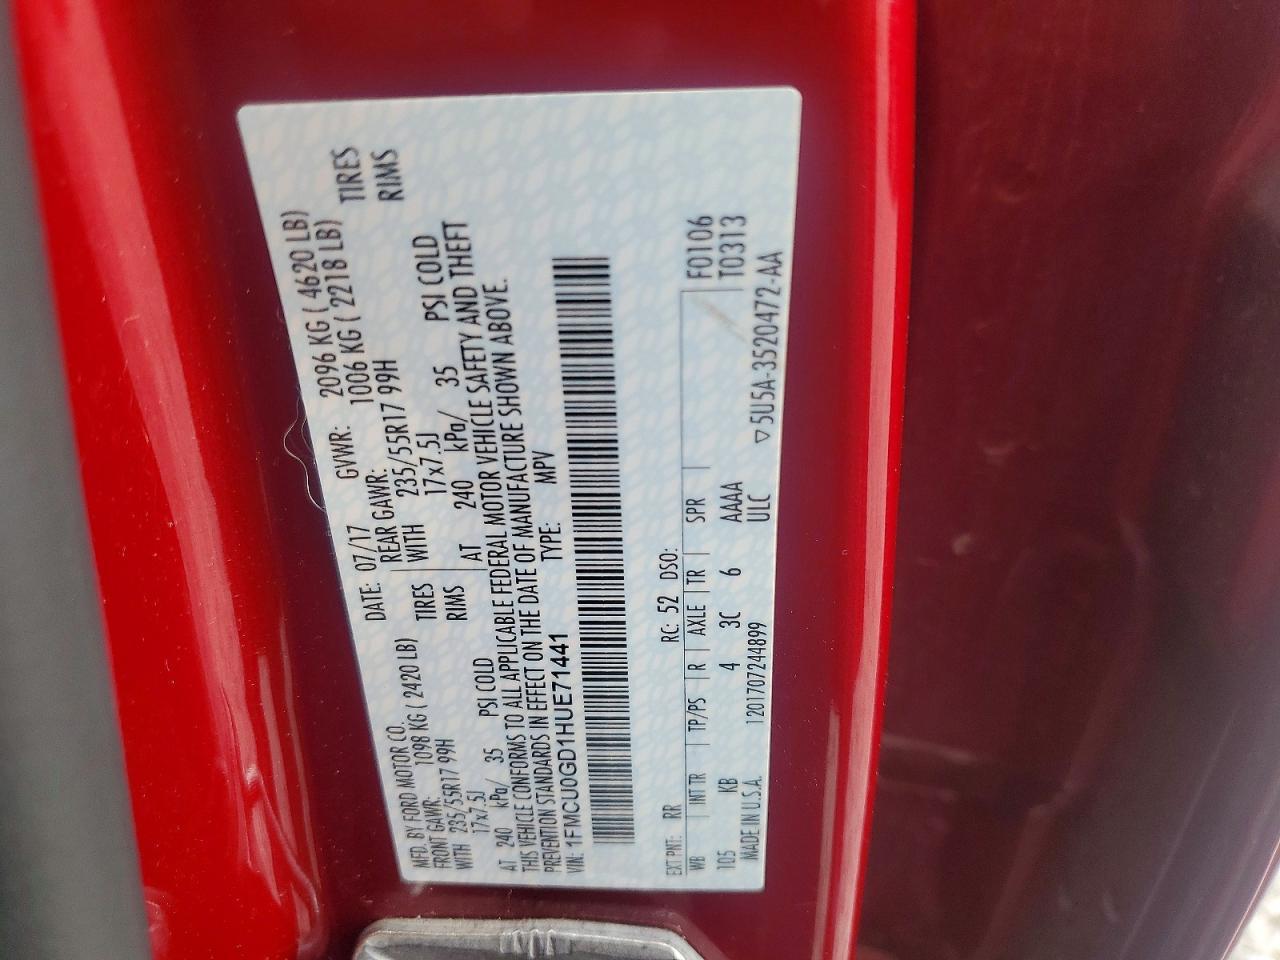 MFD. BY FORD MOTOR CO. DATE: 07/17 GVWR: 2096 KG ( 4620 LB)
FRONT GAWR: 1098 KG ( 2420 LB) REAR GAWR: 1006 KG ( 2218 LB)
WITH 235/55R17 99H TIRES WITH 235/55R17 99H TIRES
17x7.5J RIMS 17x7.5J RIMS
AT 240 kPa/ 35 PSI COLD AT 240 kPa/ 35 PSI COLD
THIS VEHICLE CONFORMS TO ALL APPLICABLE FEDERAL MOTOR VEHICLE SAFETY AND THEFT
PREVENTION STANDARDS IN EFFECT ON THE DATE OF MANUFACTURE SHOWN ABOVE.
VIN: 1FMCU0GD1HUE71441 TYPE: MPV
EXT PNT: RR RC: 52 DSO: F0106
WB INT TR TP/PS R AXLE TR SPR T0313
105 KB 4 3C 6 AAAA
MADE IN U.S.A. 1201707244899 ULC ▽5U5A-3520472-AA